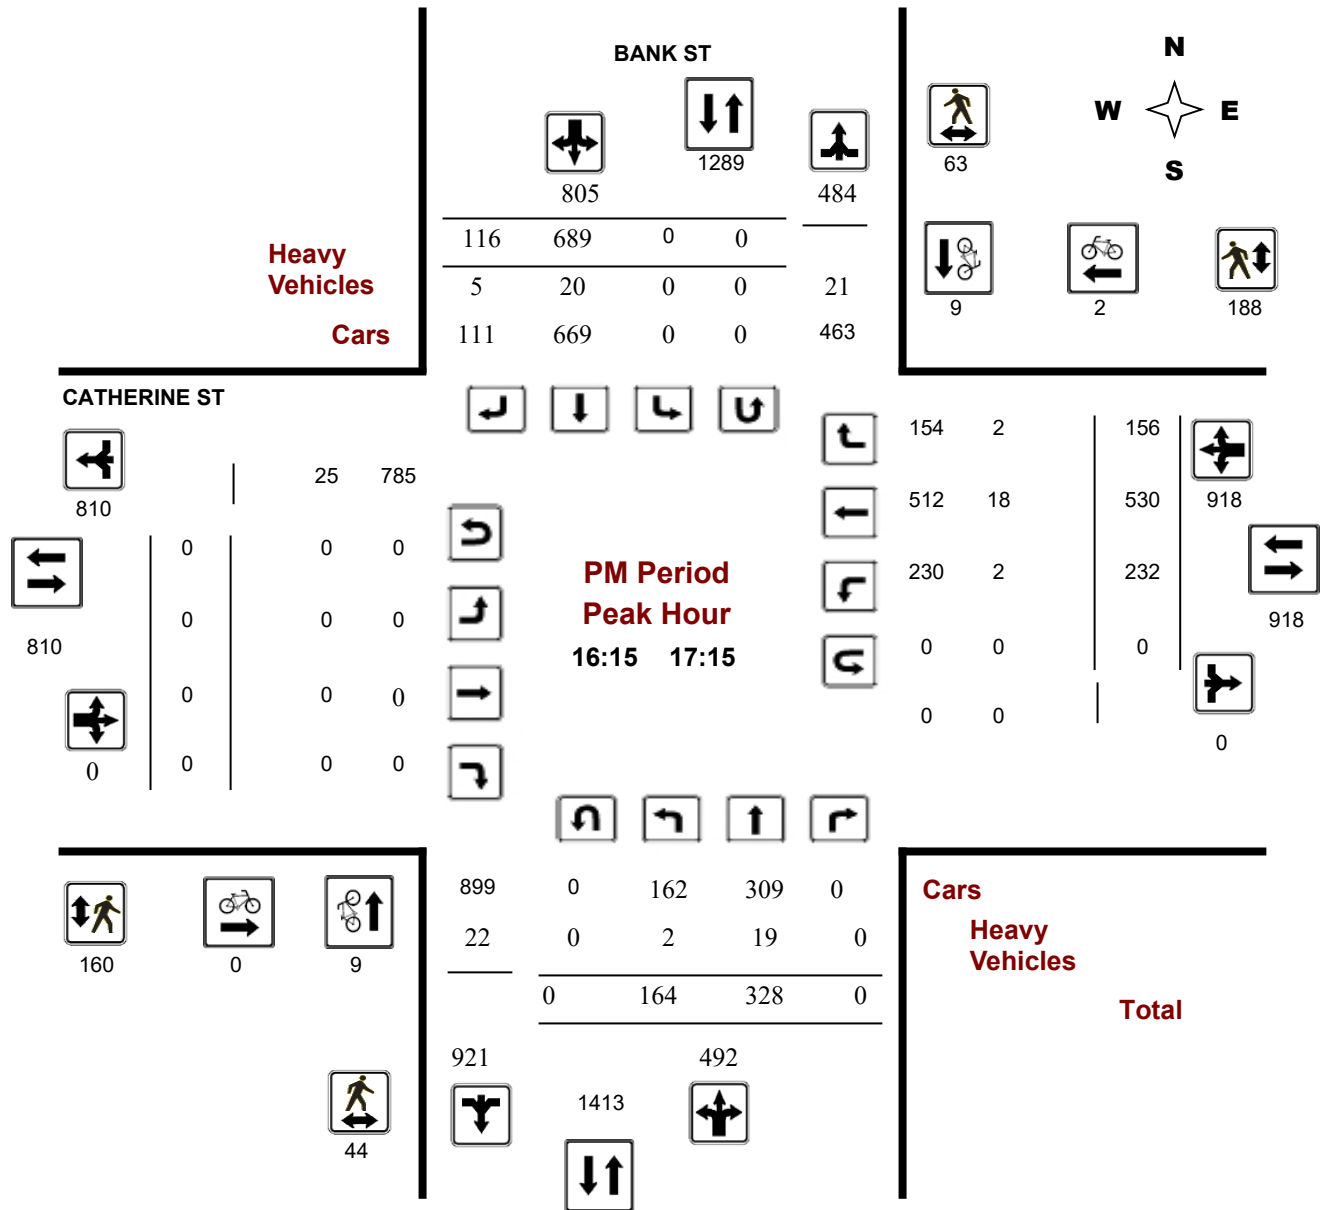 BANK ST
N
W E
S
1289
63
805
484
116 689 0 0
Heavy
Vehicles
5 20 0 0 21
Cars
111 669 0 0 463
9
2
188
CATHERINE ST
810
25 785
0 0 0
0 0 0
810
0 0 0
0
0 0 0
PM Period
Peak Hour
16:15 17:15
154 2 156
512 18 530
918
230 2 232
918
0 0 0
0 0
0
899 0 162 309 0
22 0 2 19 0
0 164 328 0
Cars
Heavy
Vehicles
Total
160
0
9
921
1413
492
44